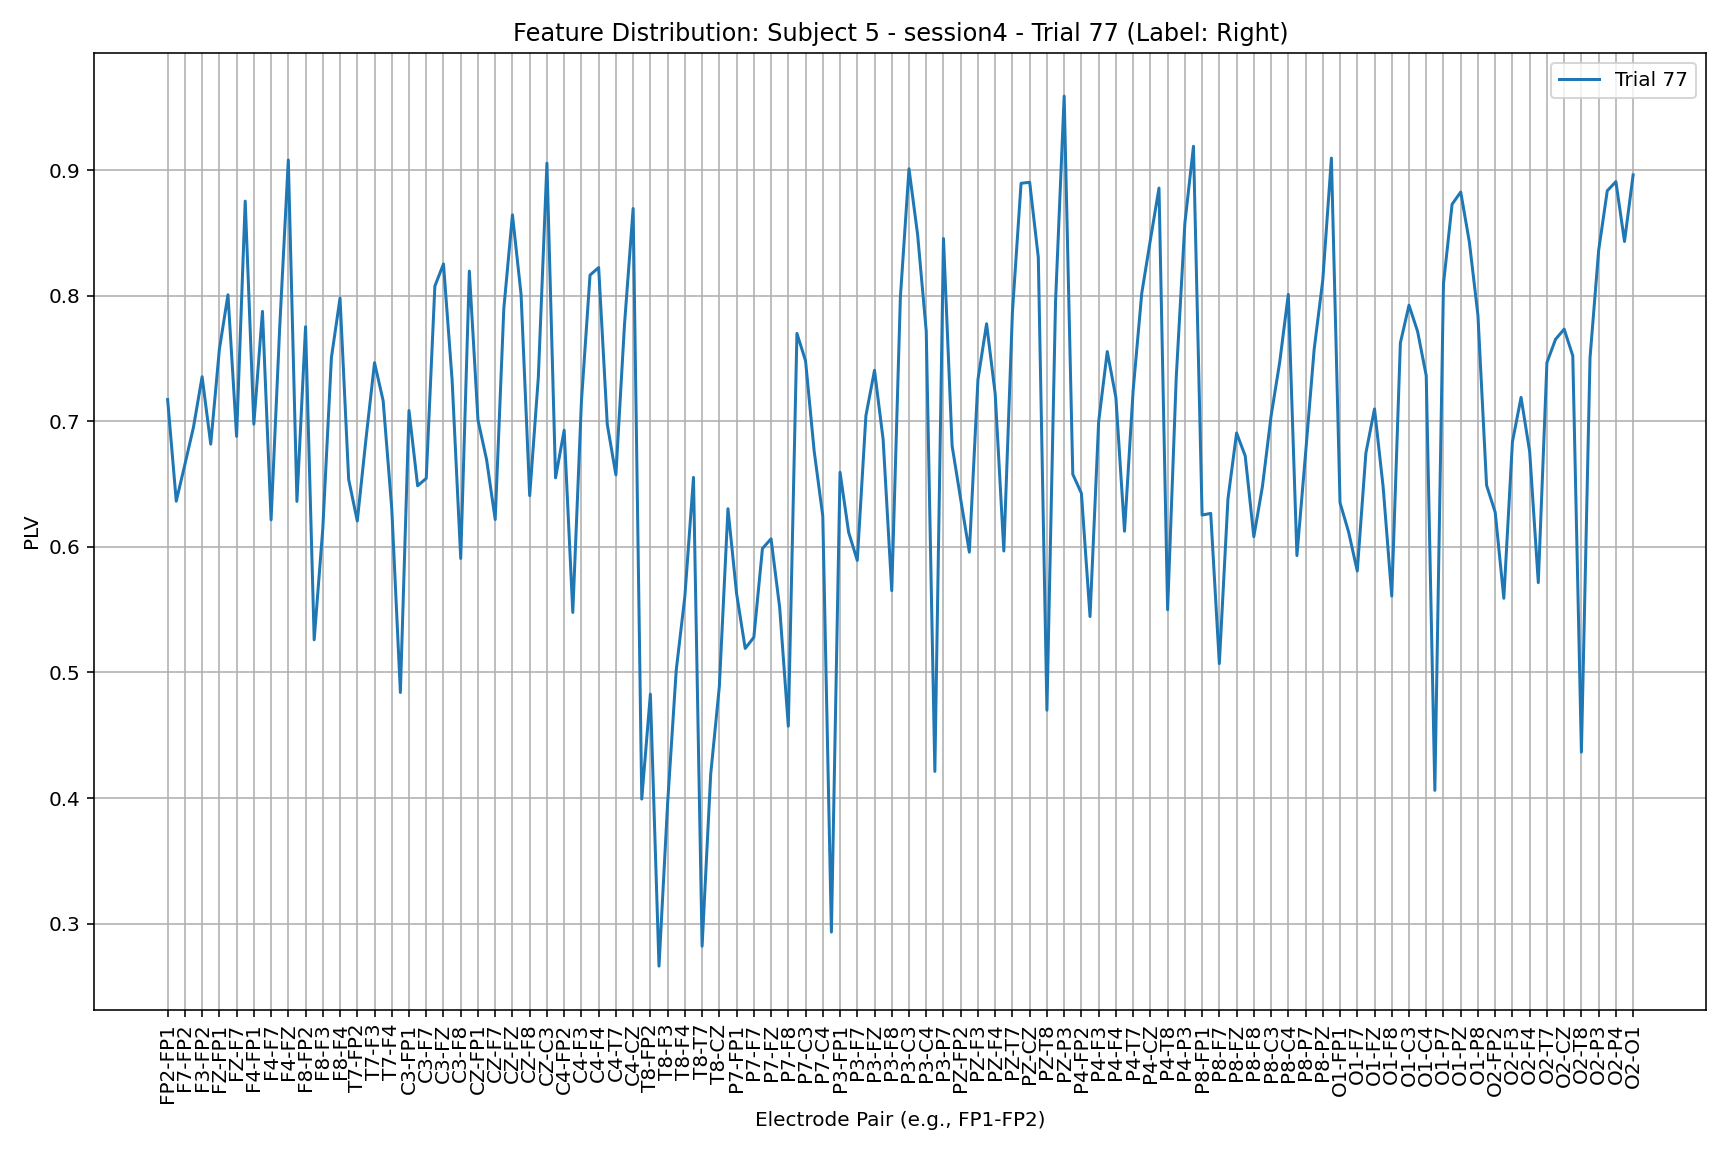 Feature Distribution: Subject 5 - session4 - Trial 77 (Label: Right)
Trial 77
PLV
0.9
0.8
0.7
0.6
0.5
0.4
0.3
FP2-FP1
F7-FP2
F3-FP2
FZ-FP1
FZ-F7
F4-FP1
F4-F7
F4-FZ
F8-FP2
F8-F3
F8-F4
T7-FP2
T7-F3
T7-F4
C3-FP1
C3-F7
C3-FZ
C3-F8
CZ-FP1
CZ-F7
CZ-FZ
CZ-F8
CZ-C3
C4-FP2
C4-F3
C4-F4
C4-T7
C4-CZ
T8-FP2
T8-F3
T8-F4
T8-T7
T8-CZ
P7-FP1
P7-F7
P7-FZ
P7-F8
P7-C3
P7-C4
P3-FP1
P3-F7
P3-FZ
P3-F8
P3-C3
P3-C4
P3-P7
PZ-FP2
PZ-F3
PZ-F4
PZ-T7
PZ-CZ
PZ-T8
PZ-P3
P4-FP2
P4-F3
P4-F4
P4-T7
P4-CZ
P4-T8
P4-P3
P8-FP1
P8-F7
P8-FZ
P8-F8
P8-C3
P8-C4
P8-P7
P8-PZ
O1-FP1
O1-F7
O1-FZ
O1-F8
O1-C3
O1-C4
O1-P7
O1-PZ
O1-P8
O2-FP2
O2-F3
O2-F4
O2-T7
O2-CZ
O2-T8
O2-P3
O2-P4
O2-O1
Electrode Pair (e.g., FP1-FP2)